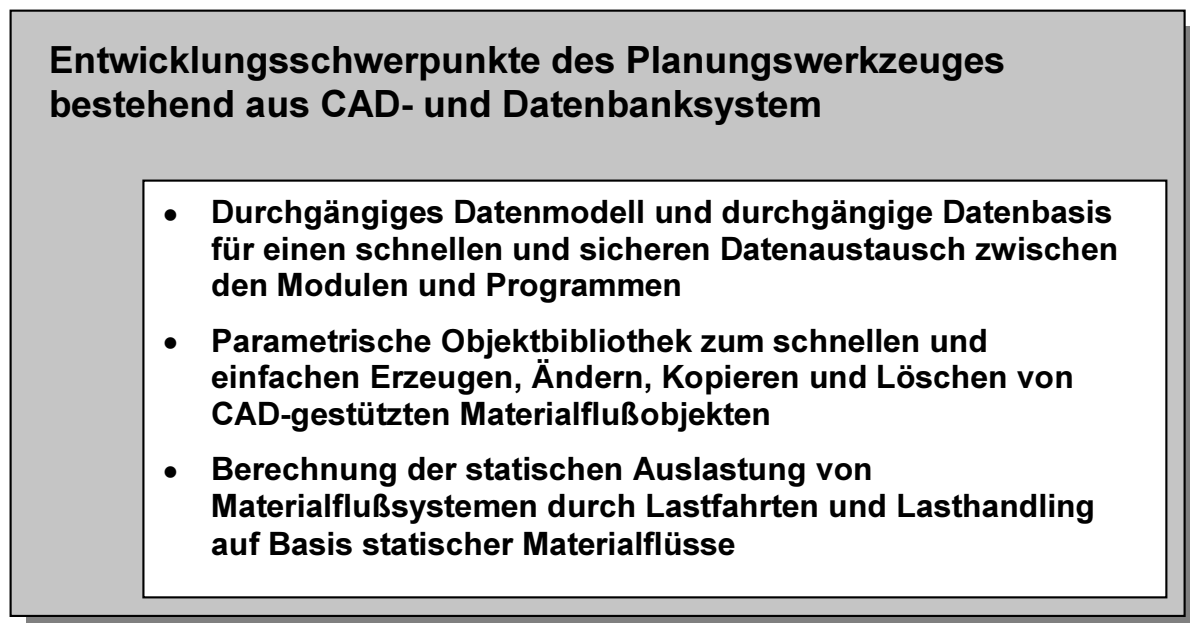 Entwicklungsschwerpunkte des Planungswerkzeuges
bestehend aus CAD- und Datenbanksystem
• Durchgängiges Datenmodell und durchgängige Datenbasis
für einen schnellen und sicheren Datenaustausch zwischen
den Modulen und Programmen
• Parametrische Objektbibliothek zum schnellen und
einfachen Erzeugen, Ändern, Kopieren und Löschen von
CAD-gestützten Materialflußobjekten
• Berechnung der statischen Auslastung von
Materialflußsystemen durch Lastfahrten und Lasthandling
auf Basis statischer Materialflüsse